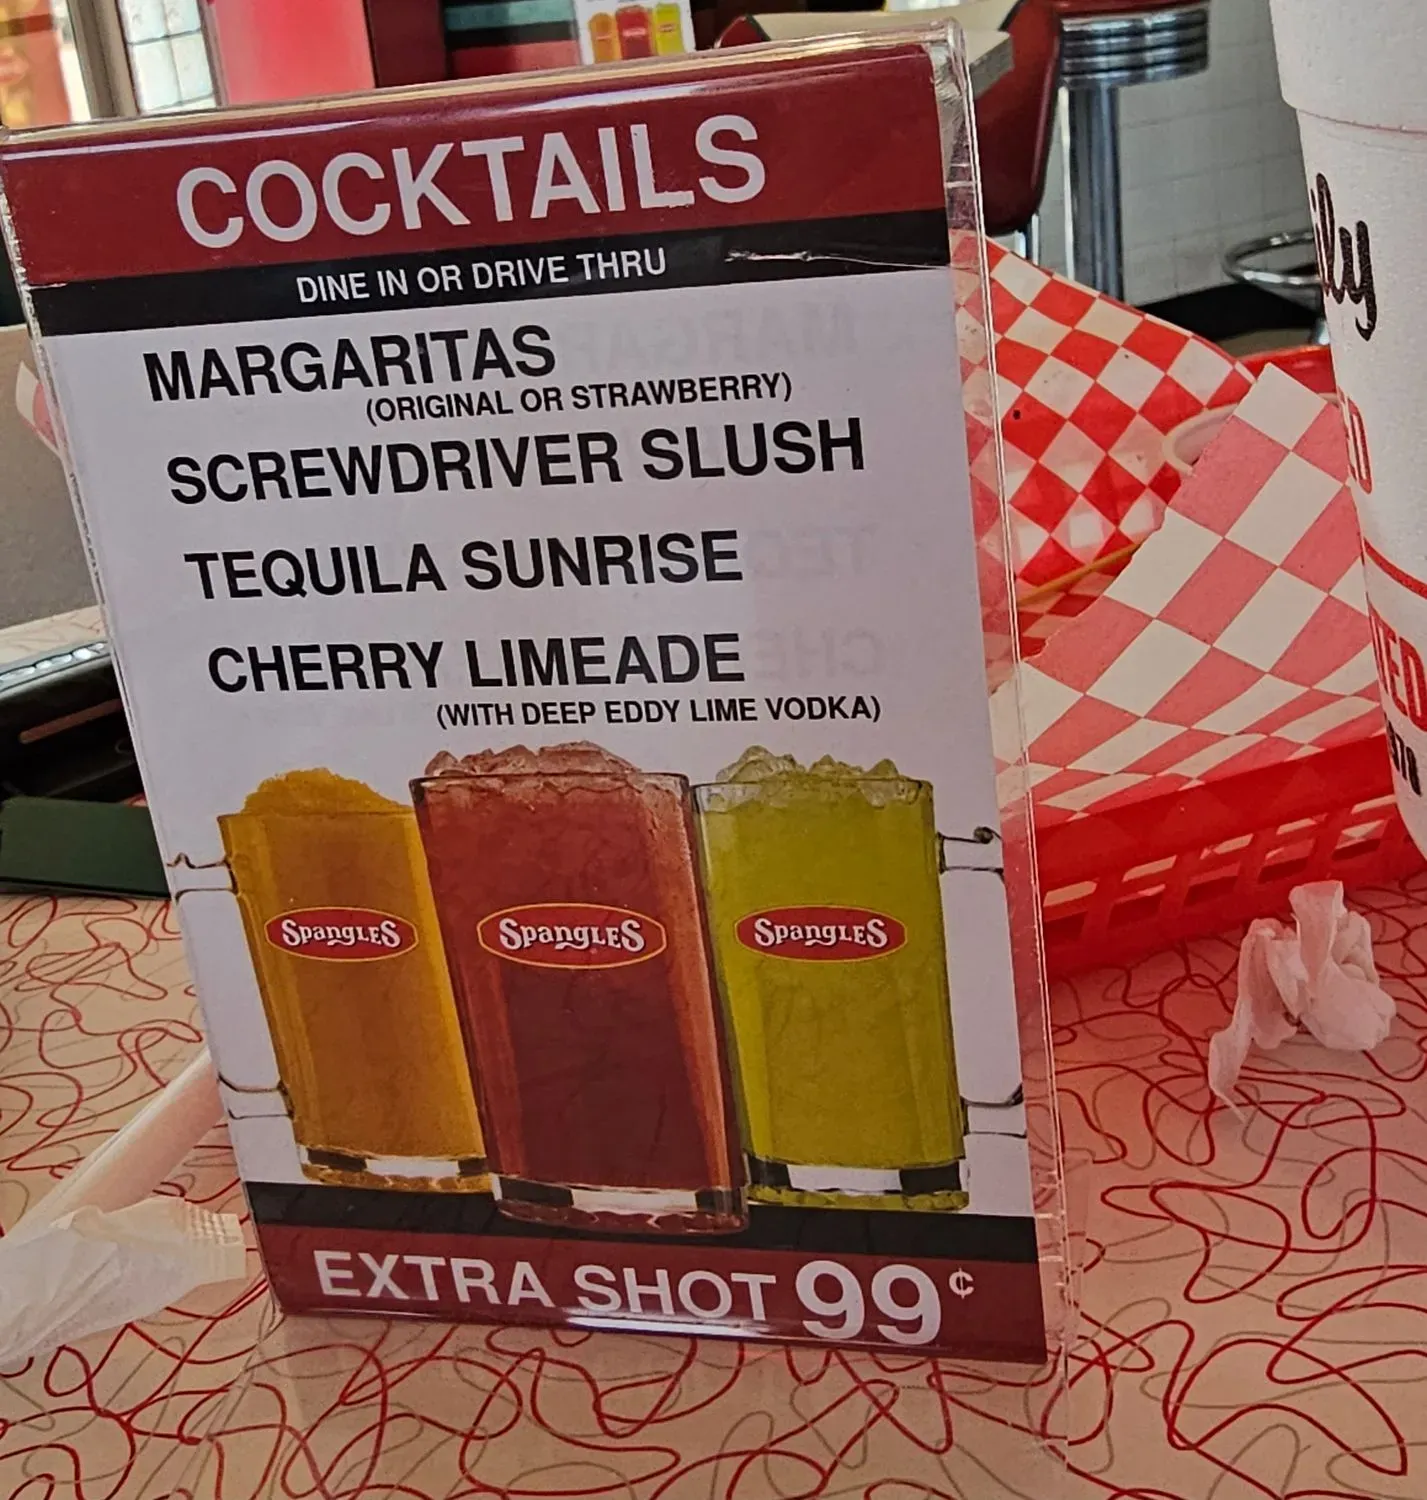 COCKTAILS
DINE IN OR DRIVE THRU
MARGARITAS
(ORIGINAL OR STRAWBERRY)
SCREWDRIVER SLUSH
TEQUILA SUNRISE
CHERRY LIMEADE
(WITH DEEP EDDY LIME VODKA)
SpangLES
SpangLES
SpangLES
EXTRA SHOT 99¢